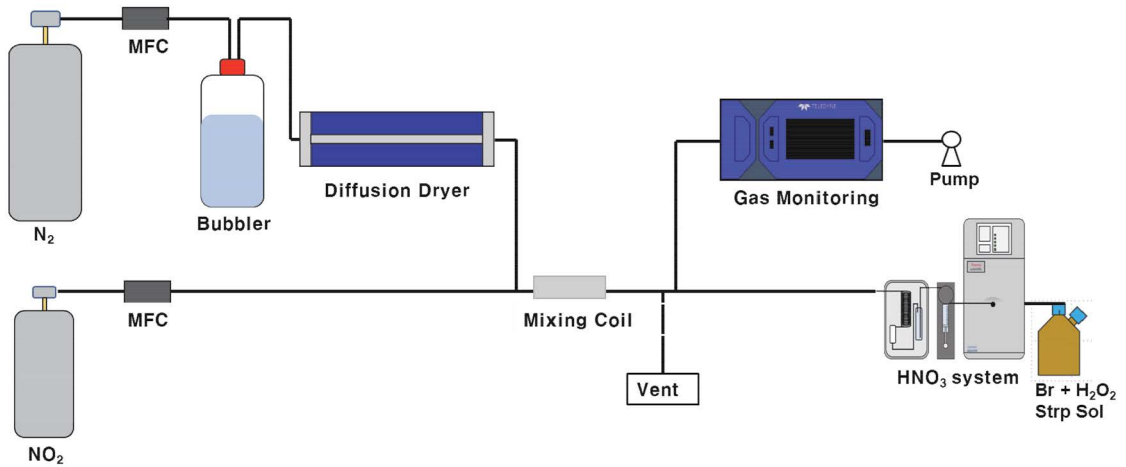 MFC
Bubbler
Diffusion Dryer
N₂
TELEDYNE
Gas Monitoring
Pump
MFC
NO₂
Mixing Coil
Vent
HNO₃ system
Br + H₂O₂
Strp Sol